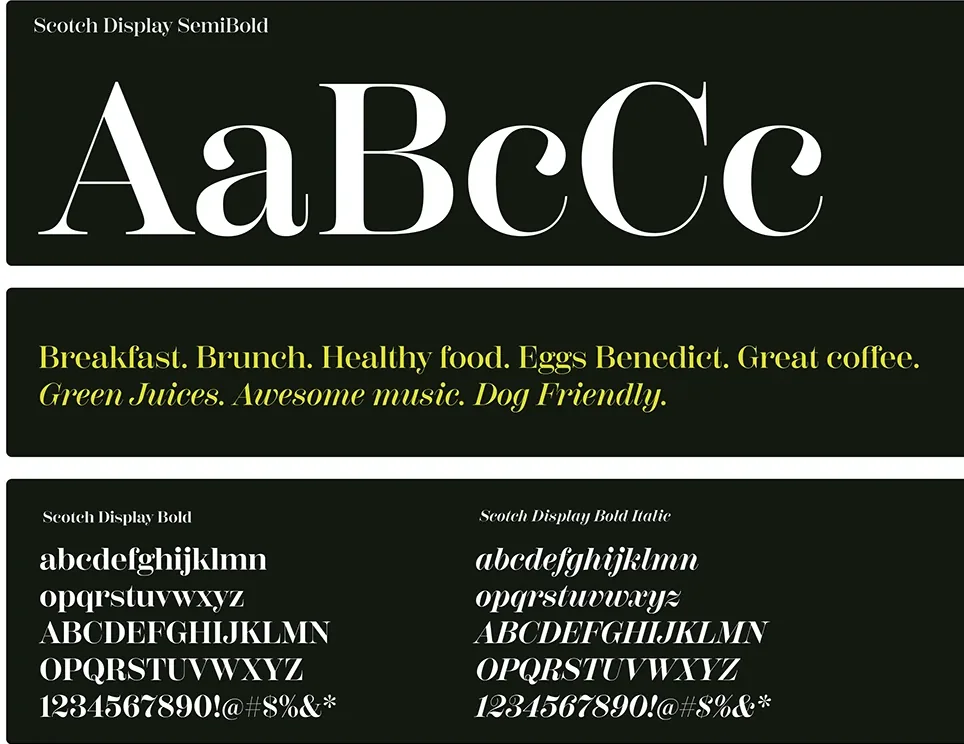 Scotch Display SemiBold
AaBcCc
Breakfast. Brunch. Healthy food. Eggs Benedict. Great coffee.
Green Juices. Awesome music. Dog Friendly.
Scotch Display Bold
abcdefghijklmn
opqrstuvwxyz
ABCDEFGHIJKLMN
OPQRSTUVWXYZ
1234567890!@#$%&*
Scotch Display Bold Italic
abcdefghijklmn
opqrstuvwxyz
ABCDEFGHIJKLMN
OPQRSTUVWXYZ
1234567890!@#$%&*